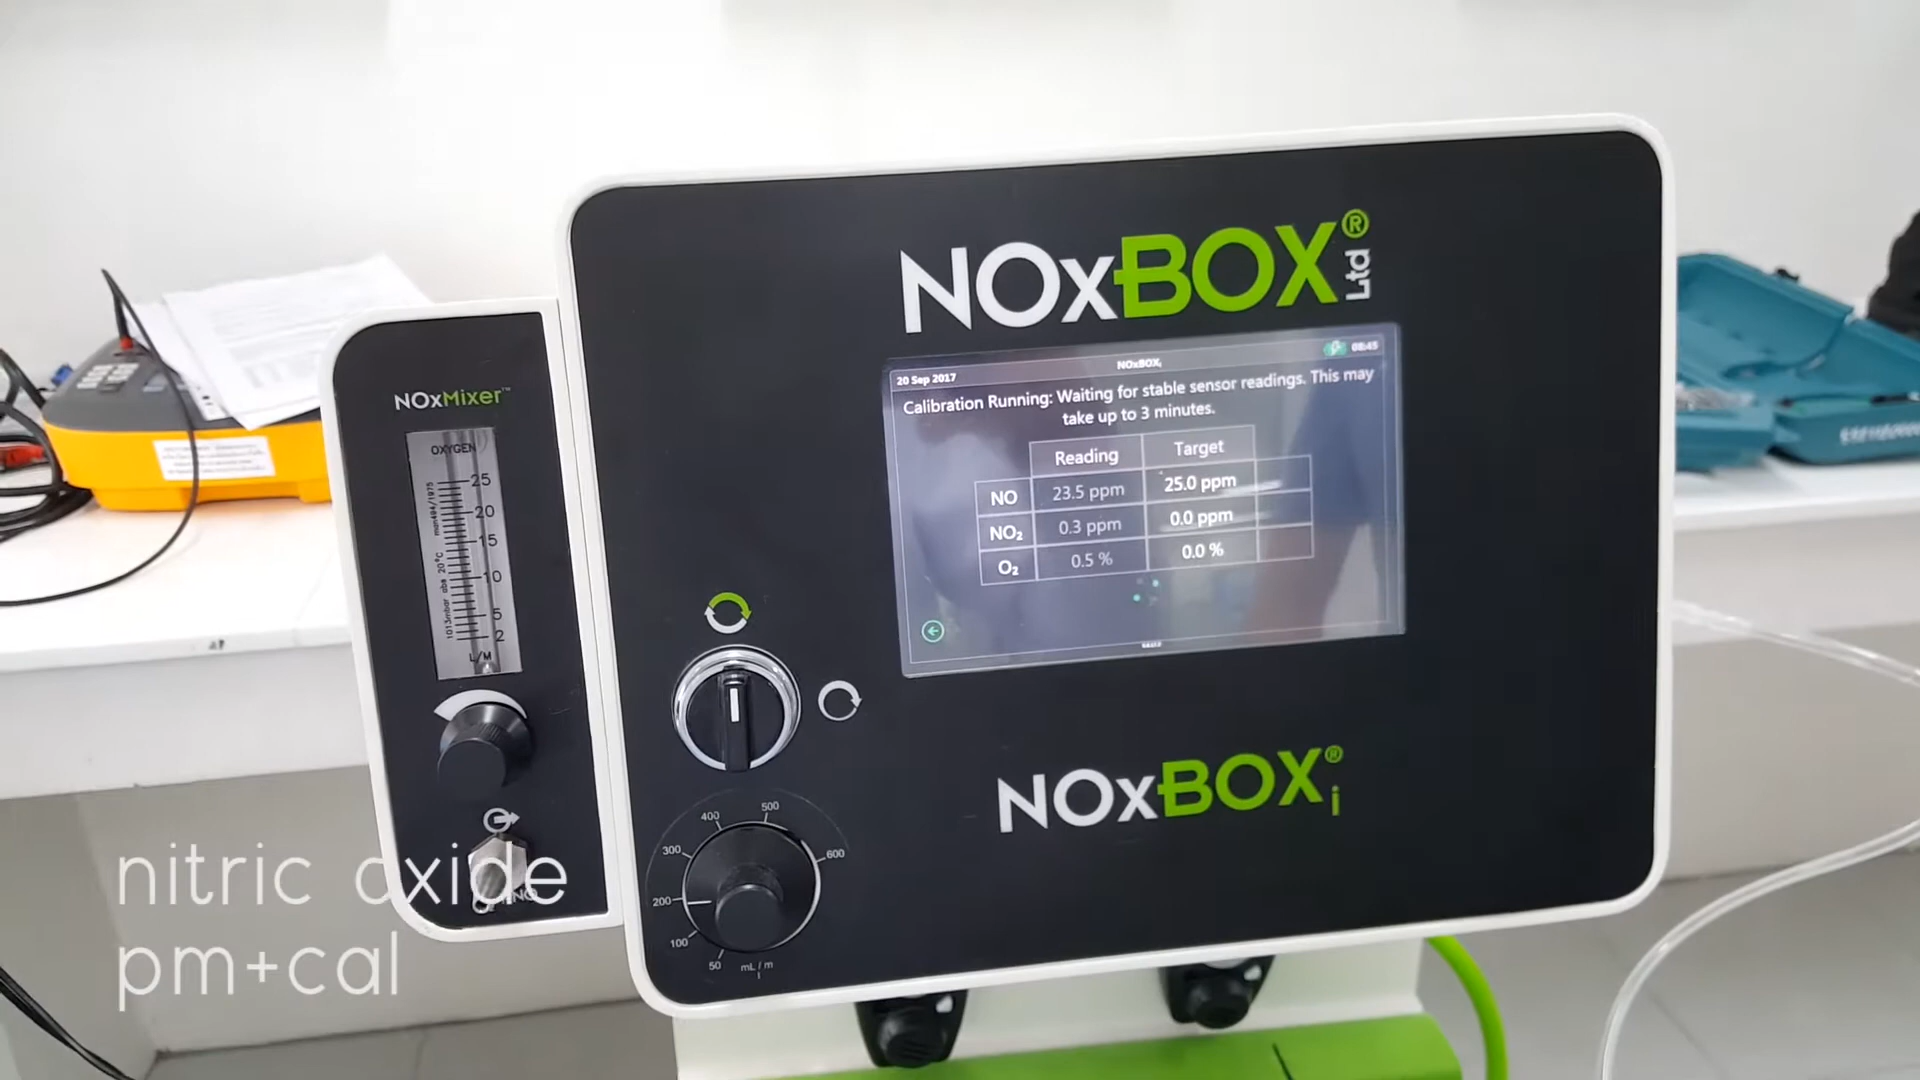 NOxBOX®
Ltd
NOxMixer™
OXYGEN
25
20
15
10
5
2
L/M
20 Sep 2017
NOxBOXi
08:45
Calibration Running: Waiting for stable sensor readings. This may
take up to 3 minutes.
Reading Target
NO 23.5 ppm 25.0 ppm
NO₂ 0.3 ppm 0.0 ppm
O₂ 0.5 % 0.0 %
NOxBOX®i
500
400
600
300
200
100
50
mL / m
nitric oxide
pm+cal